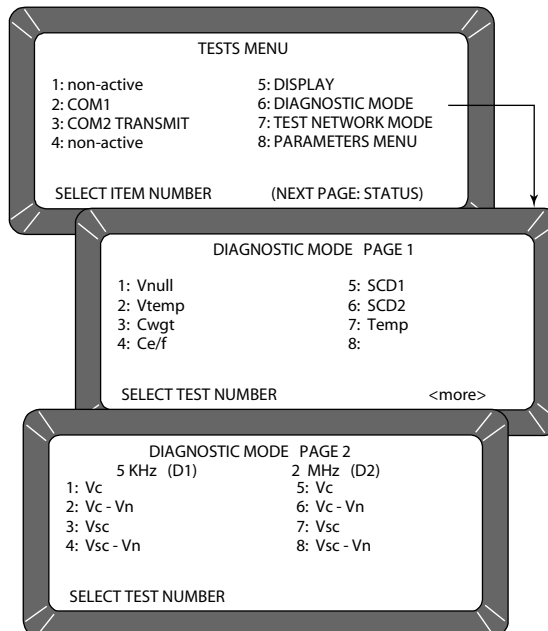 TESTS MENU
1: non-active 5: DISPLAY
2: COM1 6: DIAGNOSTIC MODE
3: COM2 TRANSMIT 7: TEST NETWORK MODE
4: non-active 8: PARAMETERS MENU
SELECT ITEM NUMBER (NEXT PAGE: STATUS)
DIAGNOSTIC MODE PAGE 1
1: Vnull 5: SCD1
2: Vtemp 6: SCD2
3: Cwgt 7: Temp
4: Ce/f 8:
SELECT TEST NUMBER <more>
DIAGNOSTIC MODE PAGE 2
5 KHz (D1) 2 MHz (D2)
1: Vc 5: Vc
2: Vc - Vn 6: Vc - Vn
3: Vsc 7: Vsc
4: Vsc - Vn 8: Vsc - Vn
SELECT TEST NUMBER